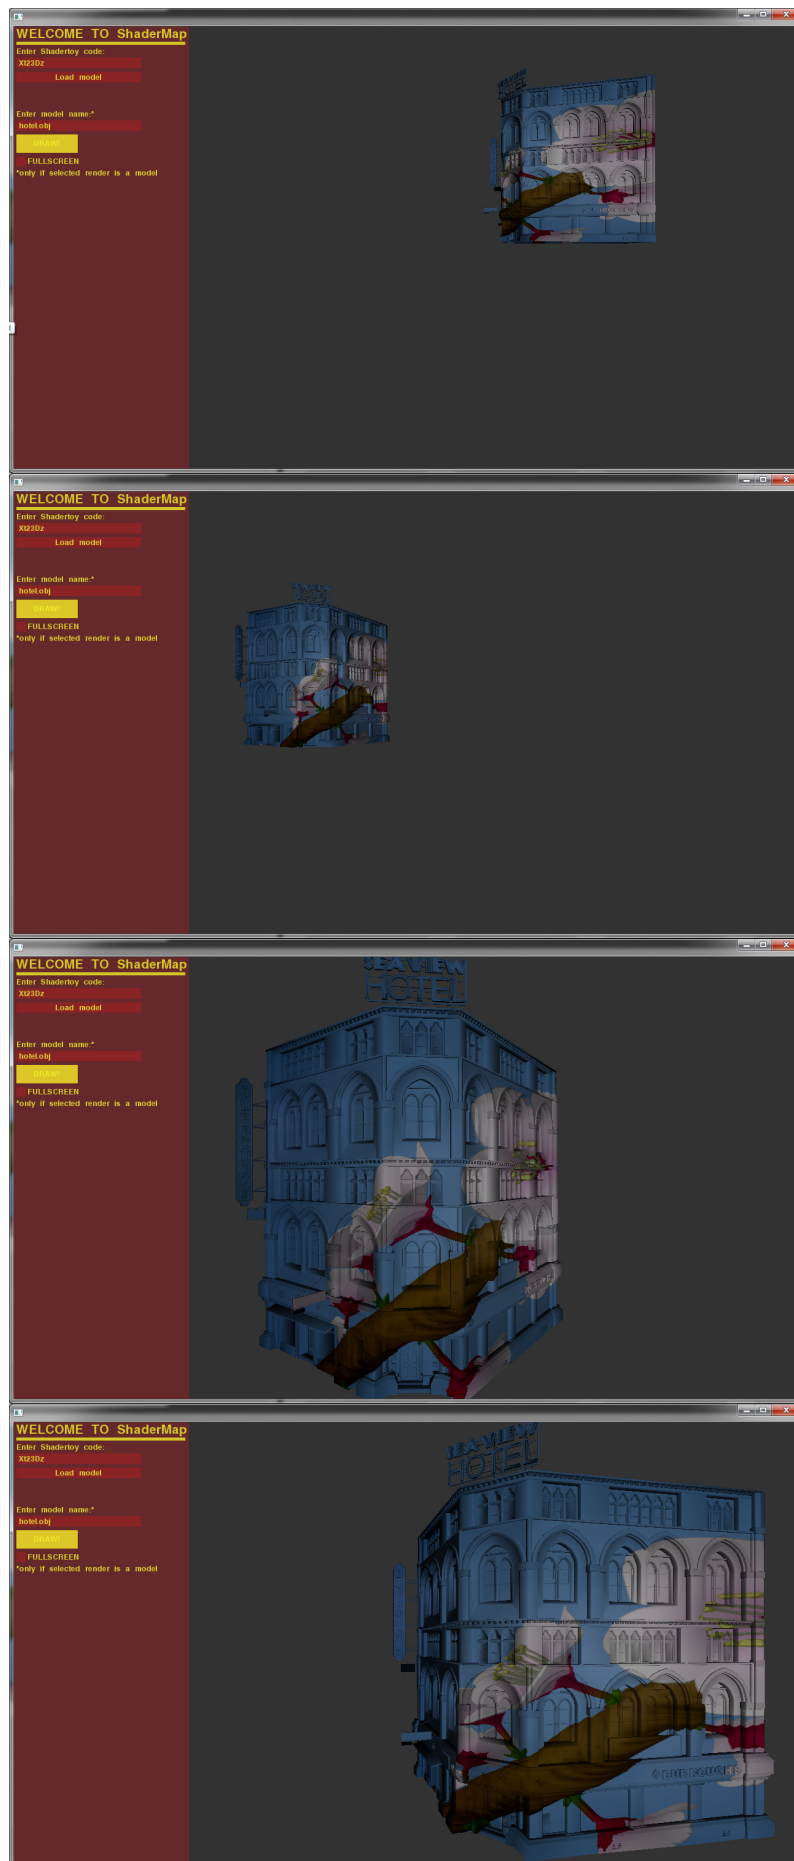 WELCOME TO ShaderMap
Enter Shadertoy code:
Xt23Dz
Load model
Enter model name:*
hotel.obj
DRAW!
FULLSCREEN
*only if selected render is a model
HOTEL
WELCOME TO ShaderMap
Enter Shadertoy code:
Xt23Dz
Load model
Enter model name:*
hotel.obj
DRAW!
FULLSCREEN
*only if selected render is a model
WELCOME TO ShaderMap
Enter Shadertoy code:
Xt23Dz
Load model
Enter model name:*
hotel.obj
DRAW!
FULLSCREEN
*only if selected render is a model
SEA-VIEW
HOTEL
WELCOME TO ShaderMap
Enter Shadertoy code:
Xt23Dz
Load model
Enter model name:*
hotel.obj
DRAW!
FULLSCREEN
*only if selected render is a model
SEA-VIEW
HOTEL